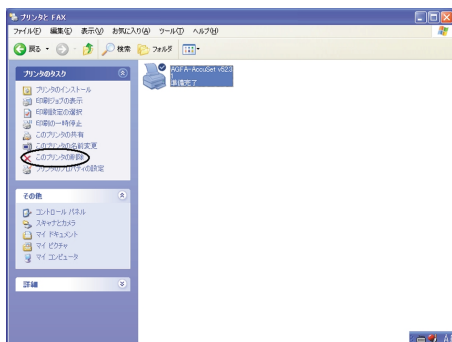 プリンタと FAX
ファイル(F) 編集(E) 表示(V) お気に入り(A) ツール(T) ヘルプ(H)
戻る 検索 フォルダ
プリンタのタスク
プリンタのインストール
印刷ジョブの表示
印刷設定の選択
印刷の一時停止
このプリンタの共有
このプリンタの名前変更
このプリンタの削除
プリンタのプロパティの設定
その他
コントロール パネル
スキャナとカメラ
マイ ドキュメント
マイ ピクチャ
マイ コンピュータ
詳細
AGFA-AccuSet v52.3
1
準備完了